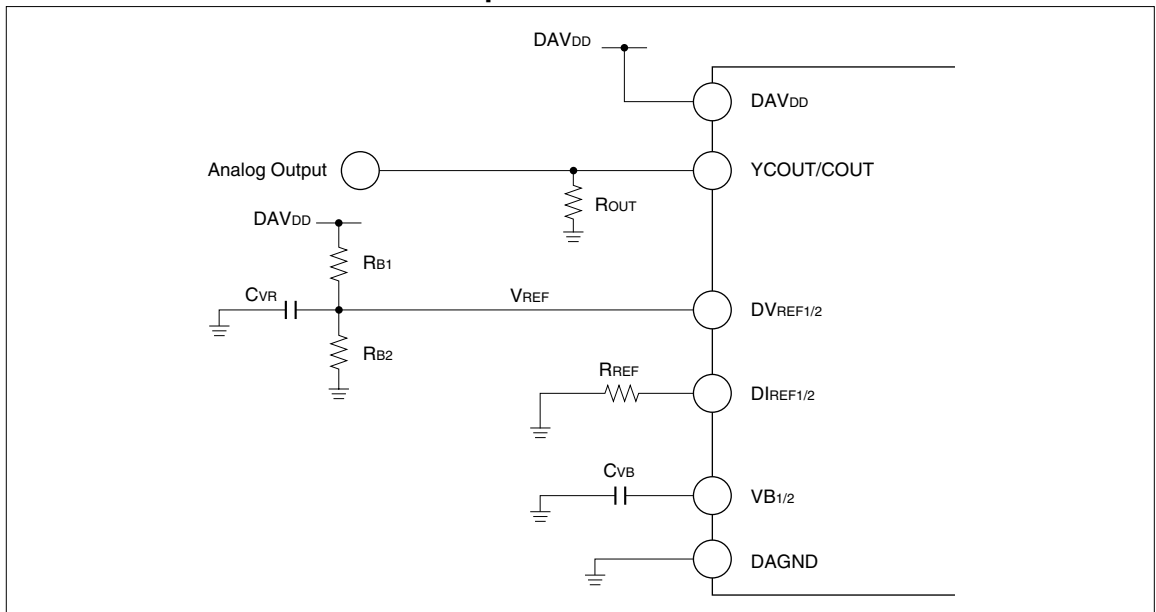 DAVDD
DAVDD
Analog Output
YCOUT/COUT
ROUT
DAVDD
RB1
CVR
VREF
DVREF1/2
RB2
RREF
DIREF1/2
CVB
VB1/2
DAGND